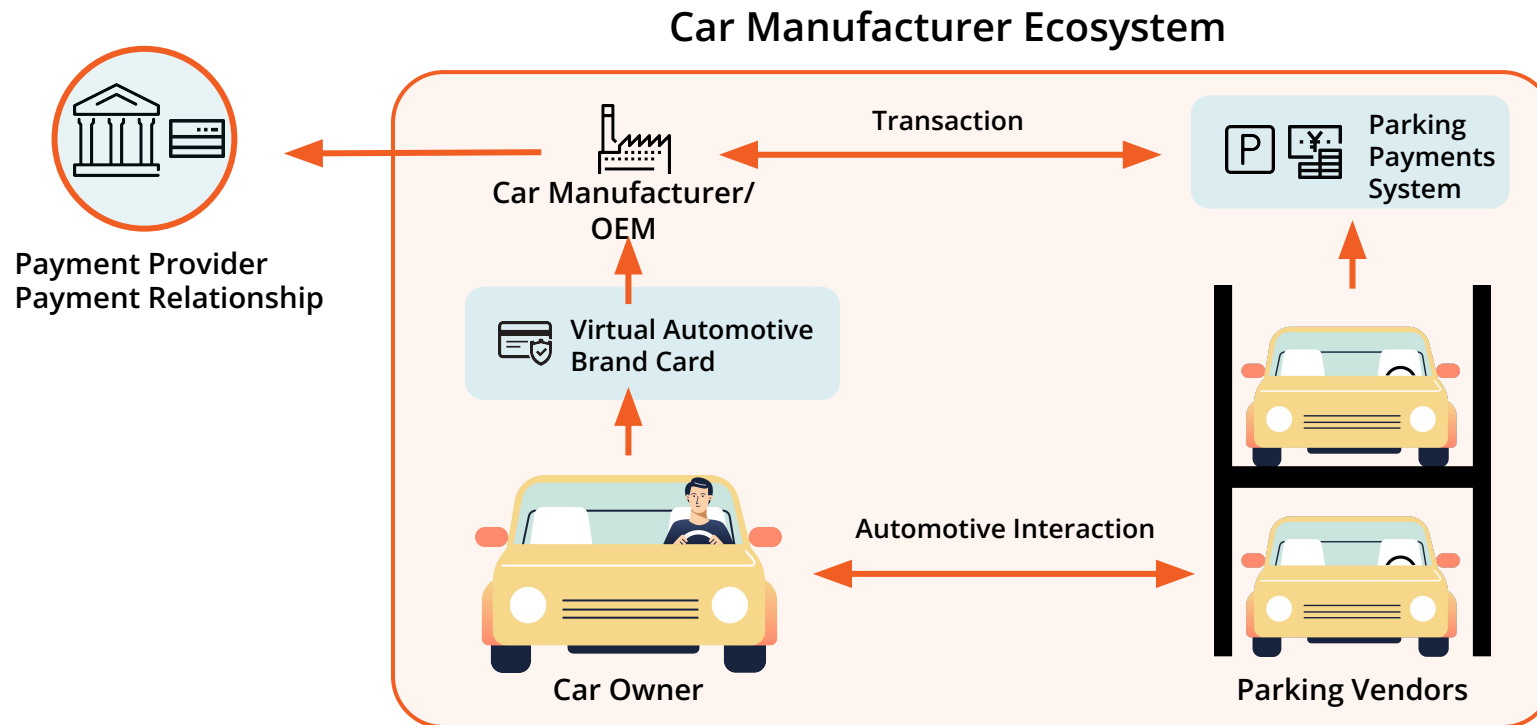 Car Manufacturer Ecosystem
Transaction
Parking
Payments
System
P
¥
Car Manufacturer/
OEM
Payment Provider
Payment Relationship
Virtual Automotive
Brand Card
Automotive Interaction
Car Owner
Parking Vendors